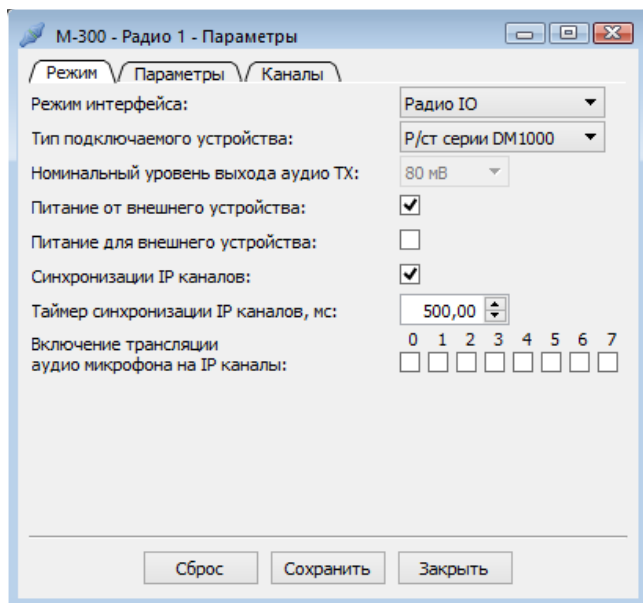 М-300 - Радио 1 - Параметры
Режим Параметры Каналы
Режим интерфейса: Радио IO
Тип подключаемого устройства: Р/ст серии DM1000
Номинальный уровень выхода аудио TX: 80 мВ
Питание от внешнего устройства:
Питание для внешнего устройства:
Синхронизации IP каналов:
Таймер синхронизации IP каналов, мс: 500,00
Включение трансляции 0 1 2 3 4 5 6 7
аудио микрофона на IP каналы:
Сброс Сохранить Закрыть